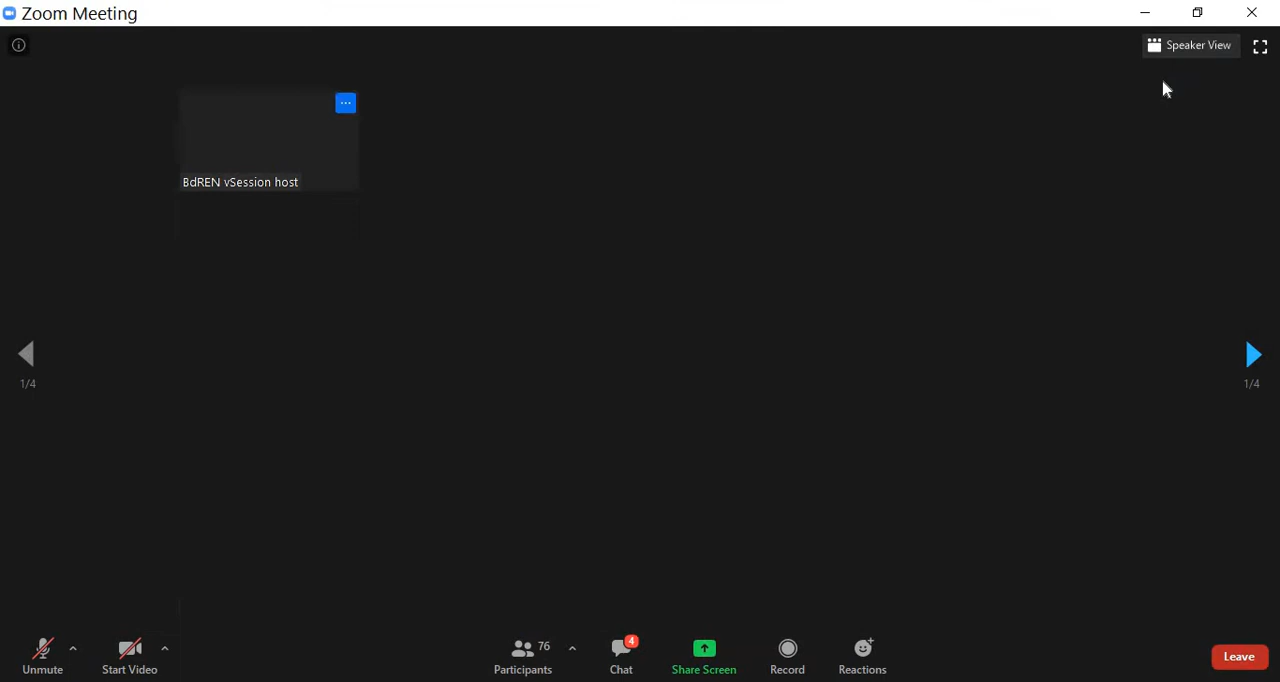 Zoom Meeting
Speaker View
BdREN vSession host
1/4
1/4
76
4
Unmute
Start Video
Participants
Chat
Share Screen
Record
Reactions
Leave